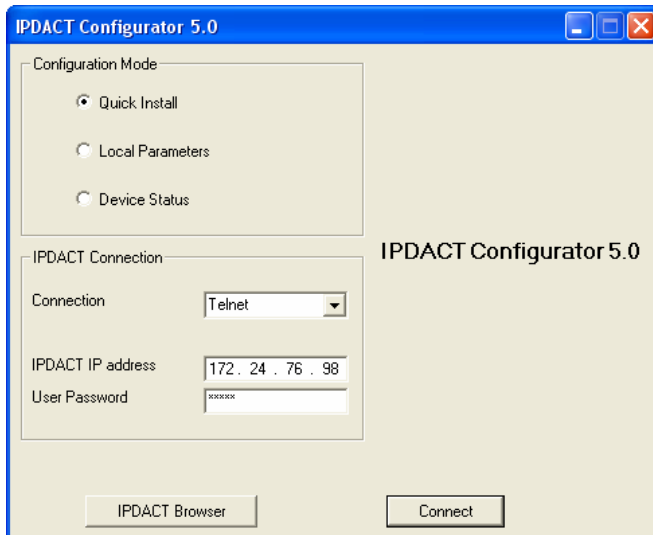 IPDACT Configurator 5.0
Configuration Mode
Quick Install
Local Parameters
Device Status
IPDACT Configurator 5.0
IPDACT Connection
Connection
Telnet
IPDACT IP address
172 . 24 . 76 . 98
User Password
*****
IPDACT Browser
Connect